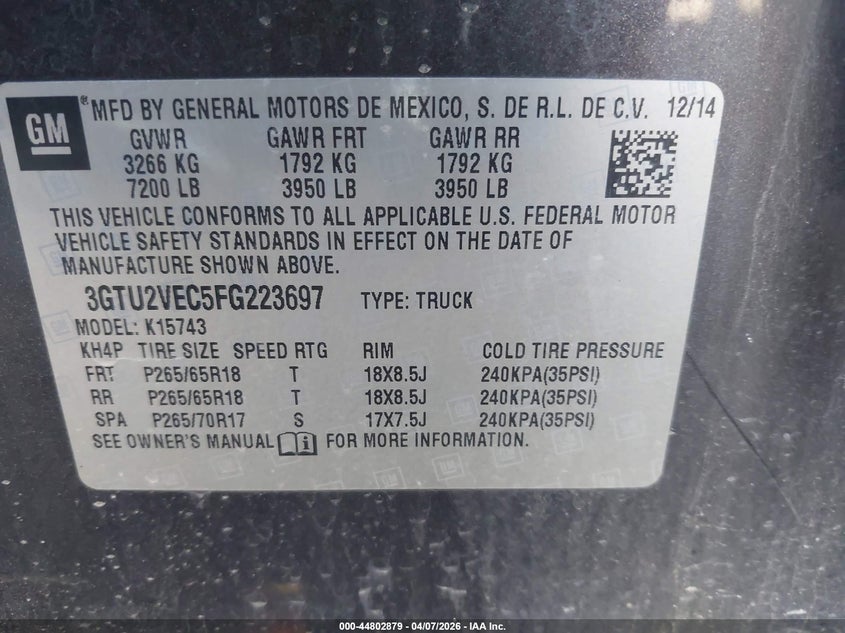 GM ® MFD BY GENERAL MOTORS DE MEXICO, S. DE R.L. DE C.V. 12/14
GVWR GAWR FRT GAWR RR
3266 KG 1792 KG 1792 KG
7200 LB 3950 LB 3950 LB
THIS VEHICLE CONFORMS TO ALL APPLICABLE U.S. FEDERAL MOTOR
VEHICLE SAFETY STANDARDS IN EFFECT ON THE DATE OF
MANUFACTURE SHOWN ABOVE.
3GTU2VEC5FG223697 TYPE: TRUCK
MODEL: K15743
KH4P TIRE SIZE SPEED RTG RIM COLD TIRE PRESSURE
FRT P265/65R18 T 18X8.5J 240KPA(35PSI)
RR P265/65R18 T 18X8.5J 240KPA(35PSI)
SPA P265/70R17 S 17X7.5J 240KPA(35PSI)
SEE OWNER'S MANUAL i FOR MORE INFORMATION.
000-44802879 - 04/07/2026 - IAA Inc.